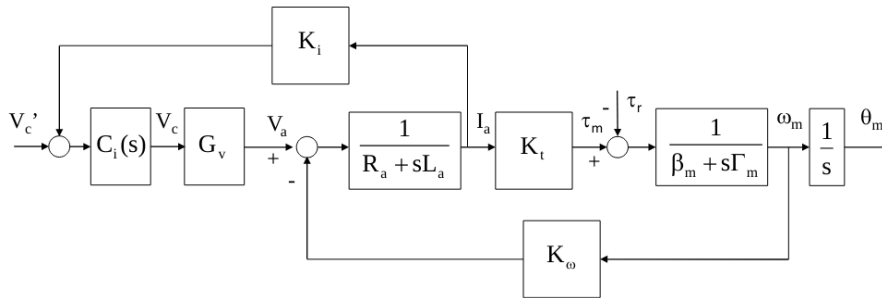 K_i
V_c'
C_i(s)
V_c
G_v
V_a
+
-
1
R_a + sL_a
I_a
K_t
τ_m
-
τ_r
+
1
β_m + sΓ_m
ω_m
1
s
θ_m
K_ω